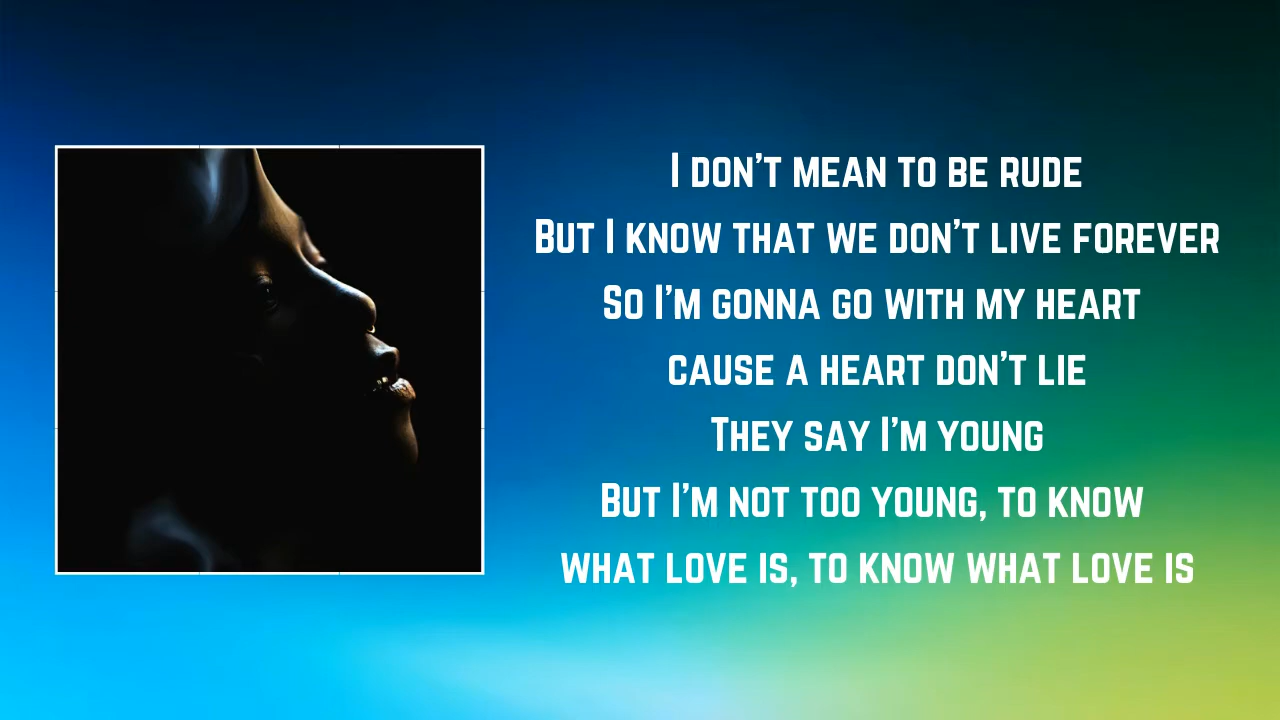 I don't mean to be rude
But I know that we don't live forever
So I'm gonna go with my heart
cause a heart don't lie
They say I'm young
But I'm not too young, to know
what love is, to know what love is